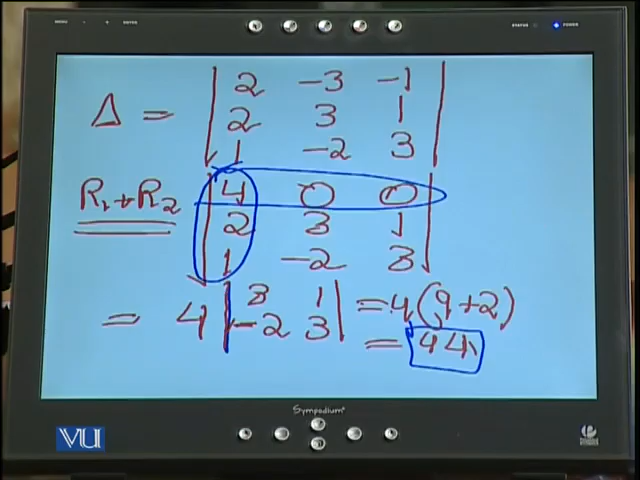 MENU ENTER STATUS POWER
2 -3 -1
Δ = 2 3 1
1 -2 3
R₁+R₂ 4 0 0
2 3 1
1 -2 3
= 4 | 3 1 | = 4(9+2)
-2 3
= 44
Sympodium
VU